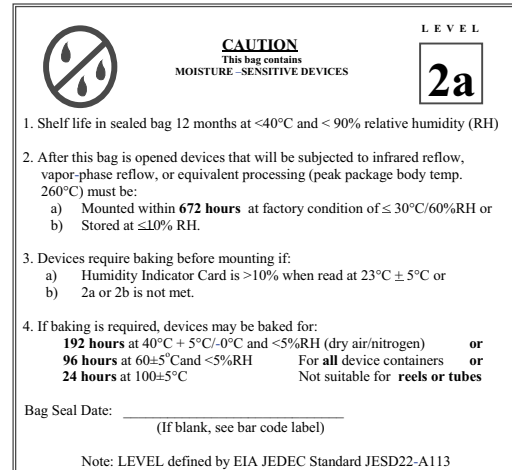 LEVEL
CAUTION
This bag contains
MOISTURE –SENSITIVE DEVICES
2a
1. Shelf life in sealed bag 12 months at <40°C and < 90% relative humidity (RH)
2. After this bag is opened devices that will be subjected to infrared reflow,
vapor-phase reflow, or equivalent processing (peak package body temp.
260°C) must be:
a) Mounted within 672 hours at factory condition of ≤ 30°C/60%RH or
b) Stored at ≤10% RH.
3. Devices require baking before mounting if:
a) Humidity Indicator Card is >10% when read at 23°C ± 5°C or
b) 2a or 2b is not met.
4. If baking is required, devices may be baked for:
192 hours at 40°C + 5°C/-0°C and <5%RH (dry air/nitrogen) or
96 hours at 60±5°Cand <5%RH For all device containers or
24 hours at 100±5°C Not suitable for reels or tubes
Bag Seal Date: ______________________________
(If blank, see bar code label)
Note: LEVEL defined by EIA JEDEC Standard JESD22-A113